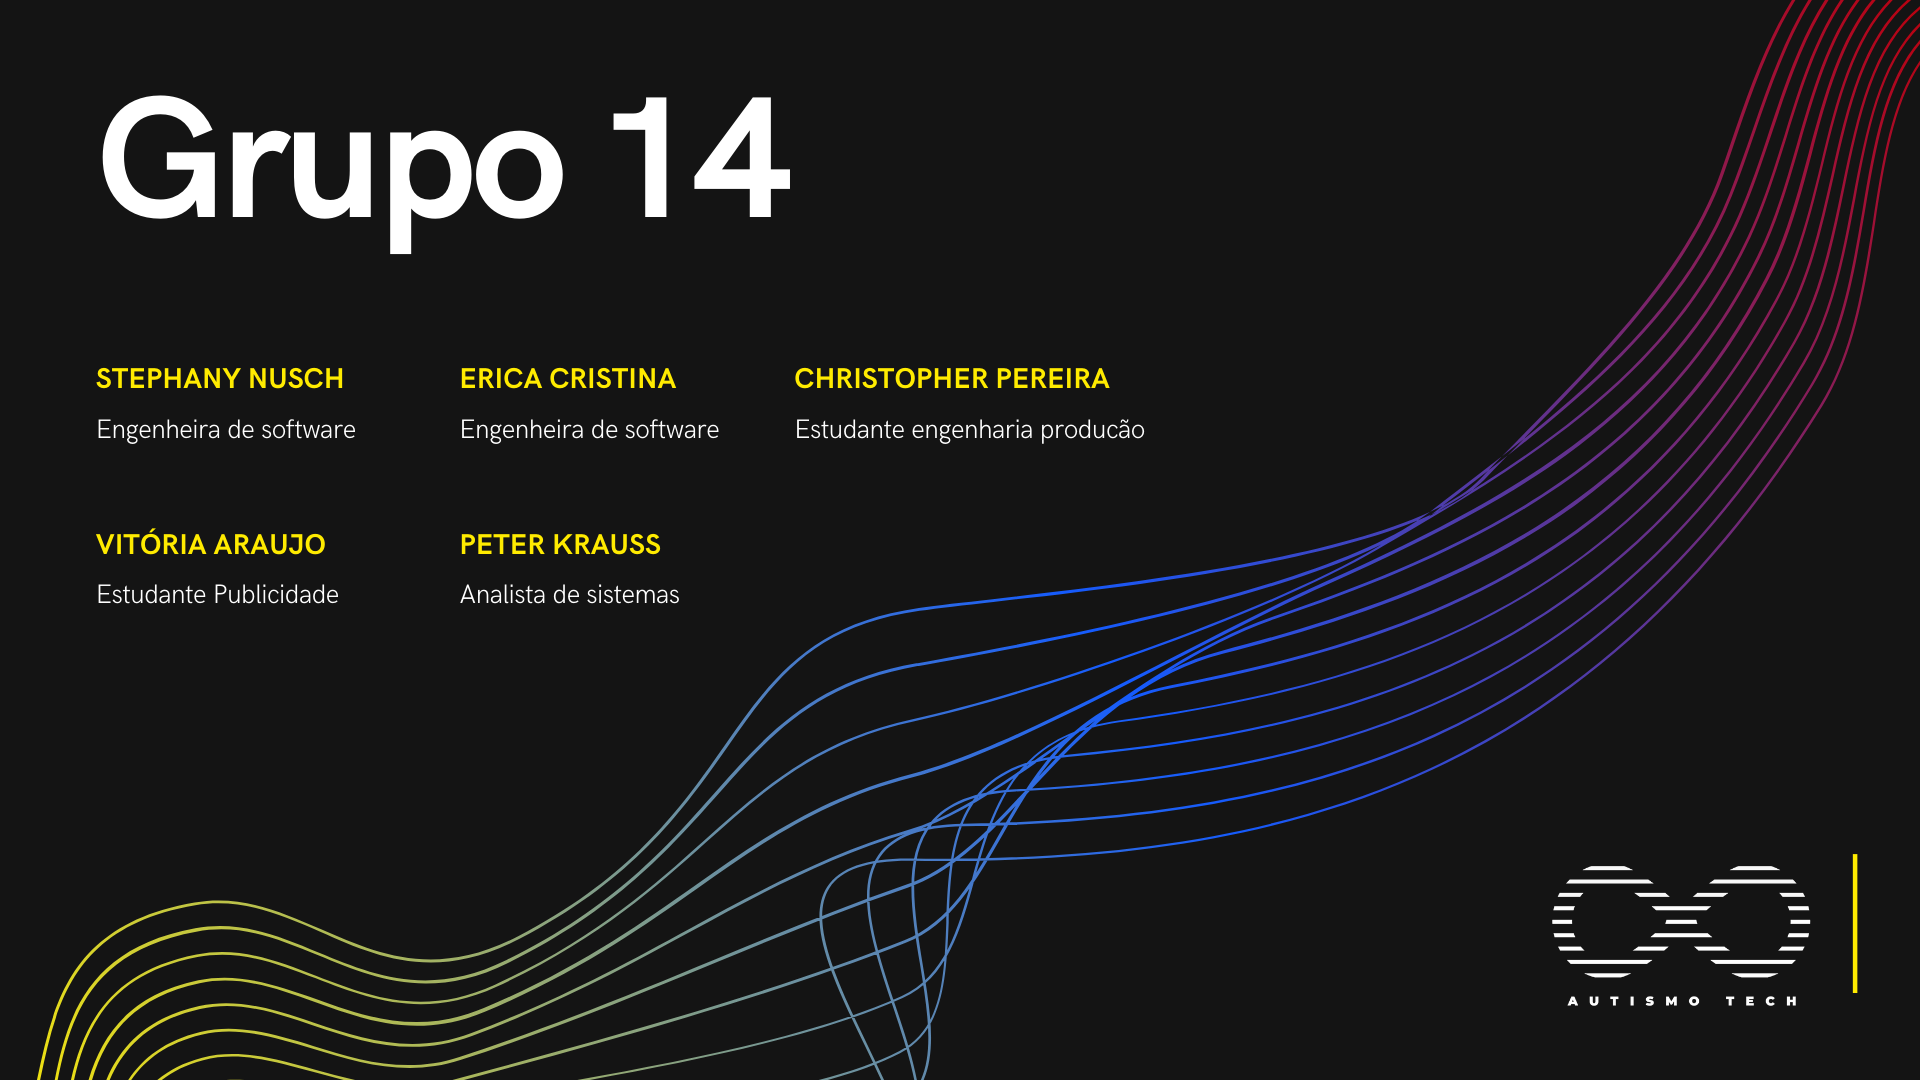 Grupo 14
STEPHANY NUSCH
Engenheira de software
ERICA CRISTINA
Engenheira de software
CHRISTOPHER PEREIRA
Estudante engenharia producão
VITÓRIA ARAUJO
Estudante Publicidade
PETER KRAUSS
Analista de sistemas
AUTISMO TECH